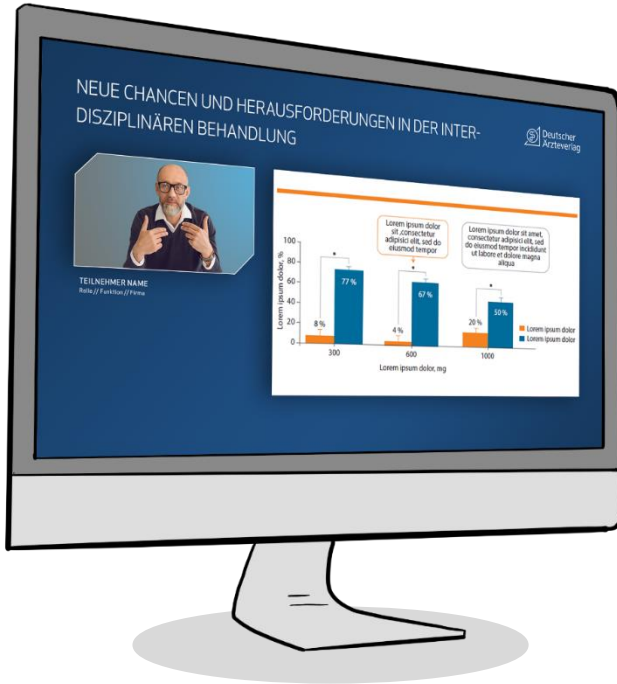 NEUE CHANCEN UND HERAUSFORDERUNGEN IN DER INTER-
DISZIPLINÄREN BEHANDLUNG
Deutscher
Ärzteverlag
TEILNEHMER NAME
Rolle // Funktion // Firma
Lorem ipsum dolor
sit ,consectetur
adipisici elit, sed do
eiusmod tempor
Lorem ipsum dolor sit amet,
consectetur adipisici elit, sed
do eiusmod tempor incididunt
ut labore et dolore magna
aliqua
Lorem ipsum dolor, %
100
80
60
40
20
0
*
*
*
8 %
77 %
4 %
67 %
20 %
50 %
300
600
1000
Lorem ipsum dolor, mg
Lorem ipsum dolor
Lorem ipsum dolor